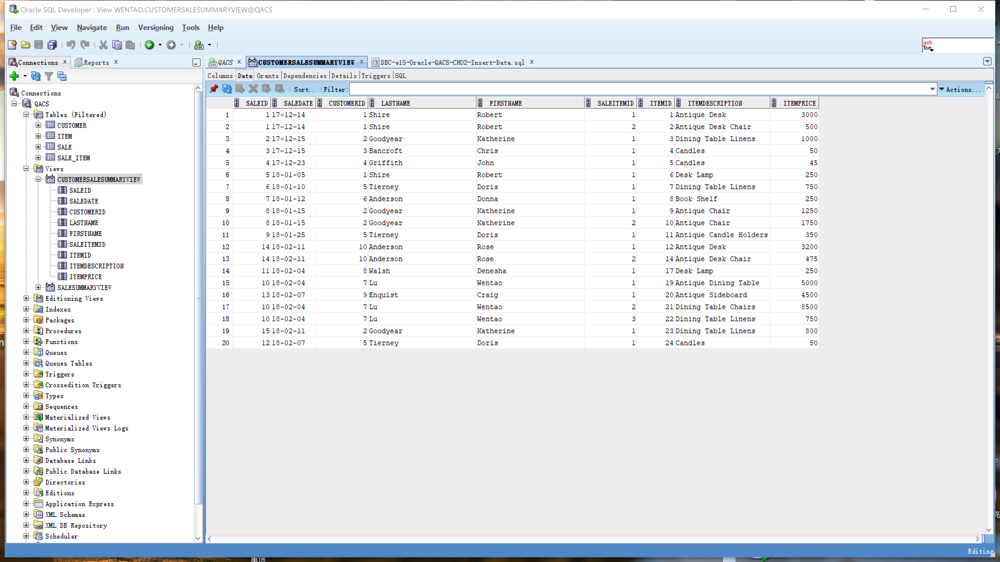 Oracle SQL Developer : View WENTAO.CUSTOMERSALESUMMARYVIEW@QACS
File Edit View Navigate Run Versioning Tools Help
ask
Tom
Connections Reports
QACS CUSTOMERSALESUMMARYVIEW DBC-e15-Oracle-QACS-CH02-Insert-Data.sql
Columns Data Grants Dependencies Details Triggers SQL
Sort.. Filter: Actions...
Connections
QACS
Tables (Filtered)
CUSTOMER
ITEM
SALE
SALE_ITEM
Views
CUSTOMERSALESUMMARYVIEW
SALEID
SALEDATE
CUSTOMERID
LASTNAME
FIRSTNAME
SALEITEMID
ITEMID
ITEMDESCRIPTION
ITEMPRICE
SALESUMMARYVIEW
Editioning Views
Indexes
Packages
Procedures
Functions
Queues
Queues Tables
Triggers
Crossedition Triggers
Types
Sequences
Materialized Views
Materialized Views Logs
Synonyms
Public Synonyms
Database Links
Public Database Links
Directories
Editions
Application Express
XML Schemas
XML DB Repository
Scheduler
SALEID SALEDATE CUSTOMERID LASTNAME FIRSTNAME SALEITEMID ITEMID ITEMDESCRIPTION ITEMPRICE
1 1 17-12-14 1 Shire Robert 1 1 Antique Desk 3000
2 1 17-12-14 1 Shire Robert 2 2 Antique Desk Chair 500
3 2 17-12-15 2 Goodyear Katherine 1 3 Dining Table Linens 1000
4 3 17-12-15 3 Bancroft Chris 1 4 Candles 50
5 4 17-12-23 4 Griffith John 1 5 Candles 45
6 5 18-01-05 1 Shire Robert 1 6 Desk Lamp 250
7 6 18-01-10 5 Tierney Doris 1 7 Dining Table Linens 750
8 7 18-01-12 6 Anderson Donna 1 8 Book Shelf 250
9 8 18-01-15 2 Goodyear Katherine 1 9 Antique Chair 1250
10 8 18-01-15 2 Goodyear Katherine 2 10 Antique Chair 1750
11 9 18-01-25 5 Tierney Doris 1 11 Antique Candle Holders 350
12 14 18-02-11 10 Anderson Rose 1 12 Antique Desk 3200
13 14 18-02-11 10 Anderson Rose 2 14 Antique Desk Chair 475
14 11 18-02-04 8 Walsh Denesha 1 17 Desk Lamp 250
15 10 18-02-04 7 Lu Wentao 1 19 Antique Dining Table 5000
16 13 18-02-07 9 Enquist Craig 1 20 Antique Sideboard 4500
17 10 18-02-04 7 Lu Wentao 2 21 Dining Table Chairs 8500
18 10 18-02-04 7 Lu Wentao 3 22 Dining Table Linens 750
19 15 18-02-11 2 Goodyear Katherine 1 23 Dining Table Linens 800
20 12 18-02-07 5 Tierney Doris 1 24 Candles 50
Editing